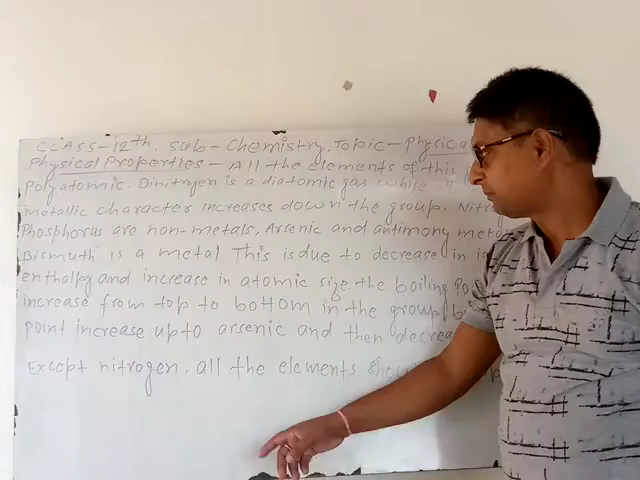 CLASS-12th. Sub- Chemistry. Topic- Physica
Physical Properties - All the elements of this
Polyatomic. Dinitrgen is a diatomic gas while
metallic character increases down the group. Nitro
Phosphorus are non-metals, Arsenic and antimony meta
Bismuth is a metal This is due to decrease in i
enthalpy and increase in atomic size the boiling Po
increase from top to bottom in the group b
point increase upto arsenic and then decrea
Except nitrogen. all the elements show